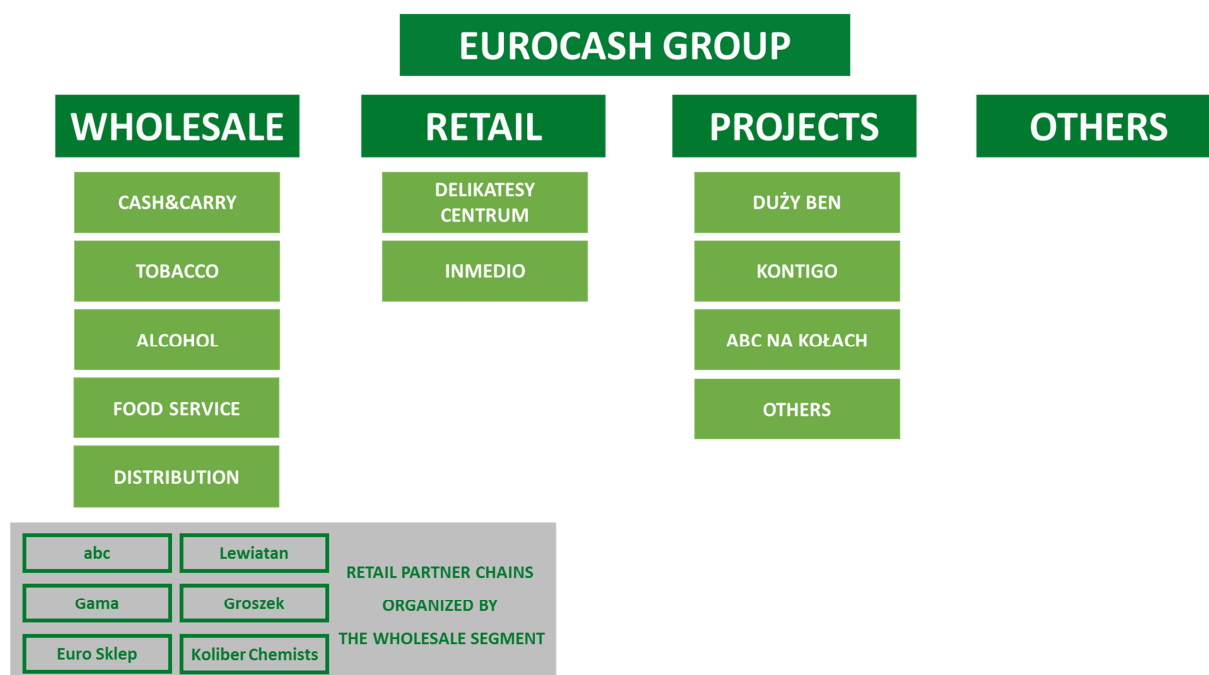 EUROCASH GROUP
WHOLESALE
CASH&CARRY
TOBACCO
ALCOHOL
FOOD SERVICE
DISTRIBUTION
RETAIL
DELIKATESY
CENTRUM
INMEDIO
PROJECTS
DUŻY BEN
KONTIGO
ABC NA KOŁACH
OTHERS
OTHERS
abc
Lewiatan
Gama
Groszek
Euro Sklep
Koliber Chemists
RETAIL PARTNER CHAINS
ORGANIZED BY
THE WHOLESALE SEGMENT